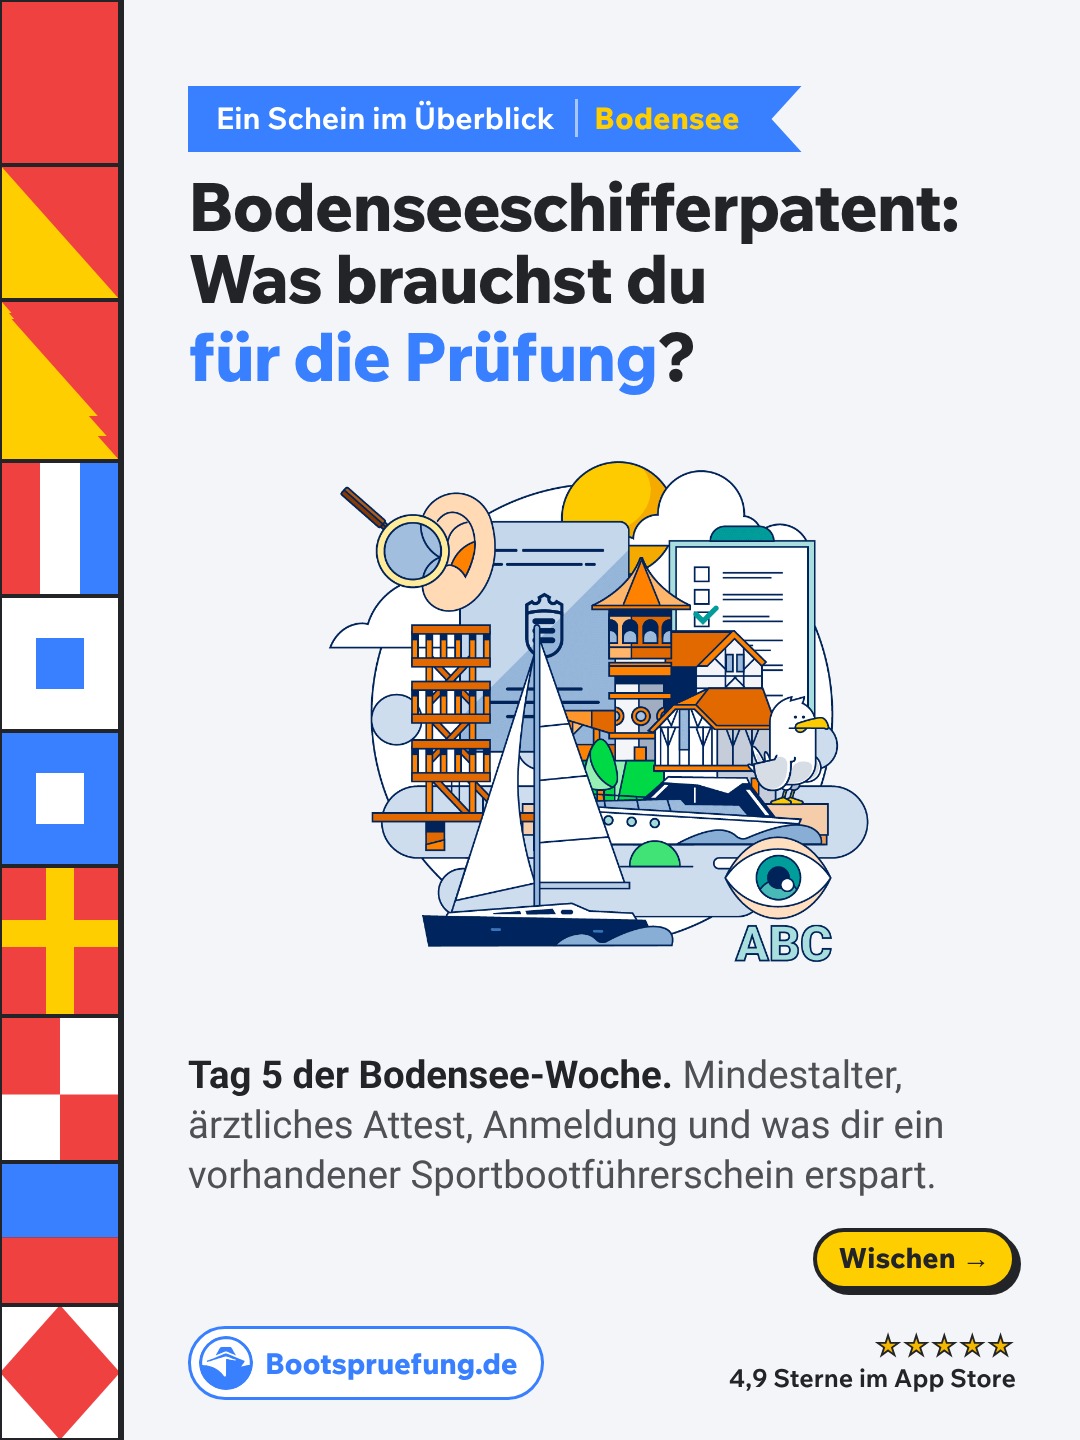 Ein Schein im Überblick | Bodensee
Bodenseeschifferpatent:
Was brauchst du
für die Prüfung?
ABC
Tag 5 der Bodensee-Woche. Mindestalter,
ärztliches Attest, Anmeldung und was dir ein
vorhandener Sportbootführerschein erspart.
Wischen →
Bootspruefung.de
★★★★★
4,9 Sterne im App Store